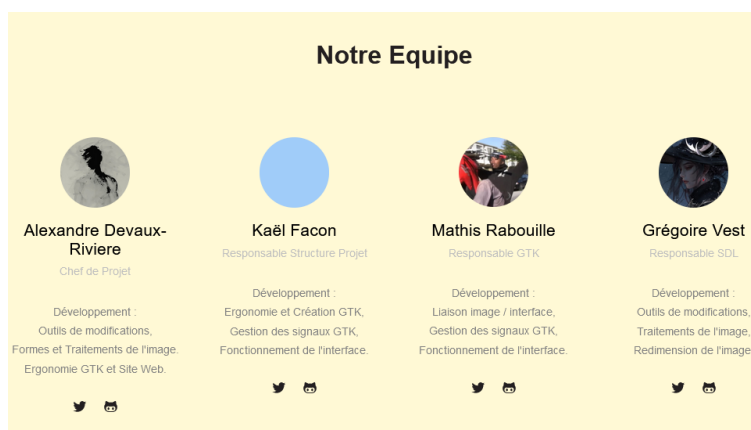 Notre Equipe
Alexandre Devaux-
Riviere
Chef de Projet
Développement :
Outils de modifications,
Formes et Traitements de l'image.
Ergonomie GTK et Site Web.
Kaël Facon
Responsable Structure Projet
Développement :
Ergonomie et Création GTK,
Gestion des signaux GTK,
Fonctionnement de l'interface.
Mathis Rabouille
Responsable GTK
Développement :
Liaison image / interface,
Gestion des signaux GTK,
Fonctionnement de l'interface.
Grégoire Vest
Responsable SDL
Développement :
Outils de modifications,
Traitements de l'image,
Redimension de l'image